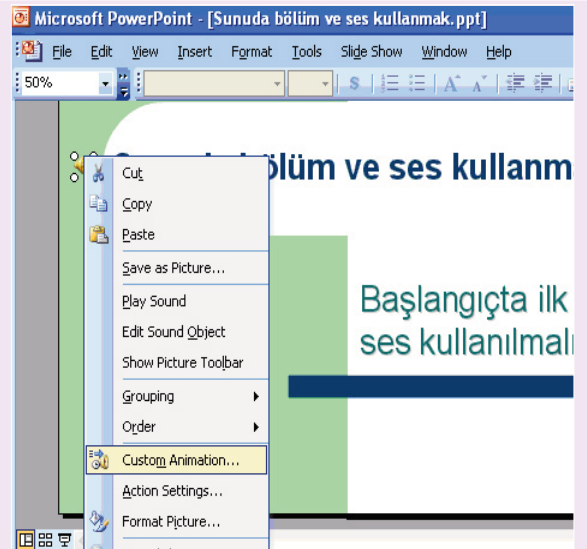 Microsoft PowerPoint - [Sunuda bölüm ve ses kullanmak.ppt]
File Edit View Insert Format Tools Slide Show Window Help
50%
bölüm ve ses kullanm
Cut
Copy
Paste
Save as Picture...
Play Sound
Edit Sound Object
Show Picture Toolbar
Grouping
Order
Custom Animation...
Action Settings...
Format Picture...
Başlangıçta ilk
ses kullanılmalı